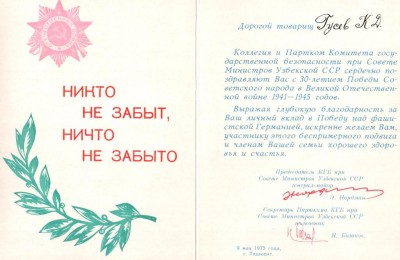 НИКТО
НЕ ЗАБЫТ,
НИЧТО
НЕ ЗАБЫТО
Дорогой товарищ Гусев К.Д.
Коллегия и Партком Комитета госу-
дарственной безопасности при Совете
Министров Узбекской ССР сердечно по-
здравляют Вас с 30-летием Победы Со-
ветского народа в Великой Отечествен-
ной войне 1941—1945 годов.
Выражая глубокую благодарность за
Ваш личный вклад в Победу над фаши-
стской Германией, искренне желаем Вам,
участнику этого беспримерного подвига
и членам Вашей семьи хорошего здоро-
вья и счастья.
Председатель КГБ при
Совете Министров Узбекской ССР
генерал-майор
Э. Нордман
Секретарь Парткома КГБ при
Совете Министров Узбекской ССР
полковник
И.
9 мая 1975 года,
г. Ташкент.